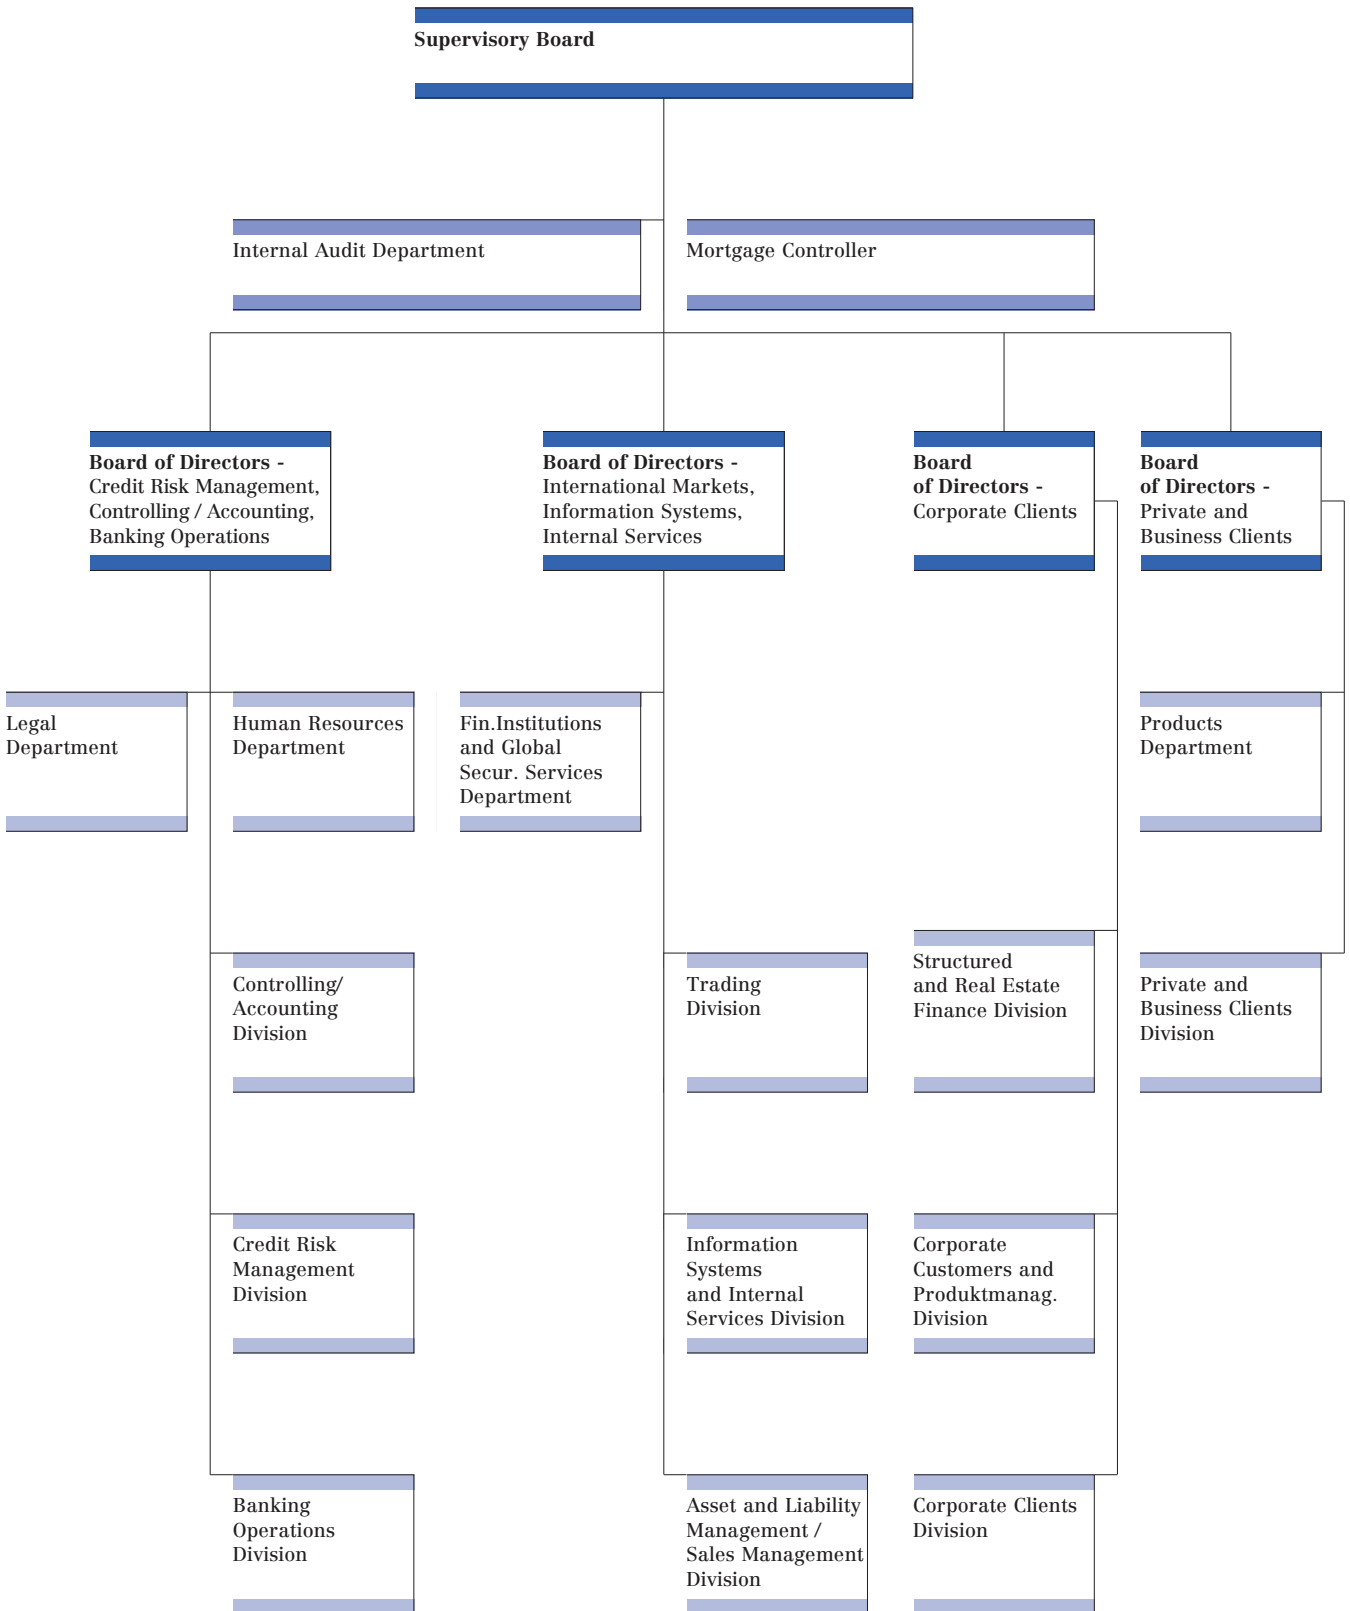 Supervisory Board
Internal Audit Department
Mortgage Controller
Board of Directors -
Credit Risk Management,
Controlling / Accounting,
Banking Operations
Board of Directors -
International Markets,
Information Systems,
Internal Services
Board
of Directors -
Corporate Clients
Board
of Directors -
Private and
Business Clients
Legal
Department
Human Resources
Department
Fin.Institutions
and Global
Secur. Services
Department
Products
Department
Controlling/
Accounting
Division
Trading
Division
Structured
and Real Estate
Finance Division
Private and
Business Clients
Division
Credit Risk
Management
Division
Information
Systems
and Internal
Services Division
Corporate
Customers and
Produktmanag.
Division
Banking
Operations
Division
Asset and Liability
Management /
Sales Management
Division
Corporate Clients
Division